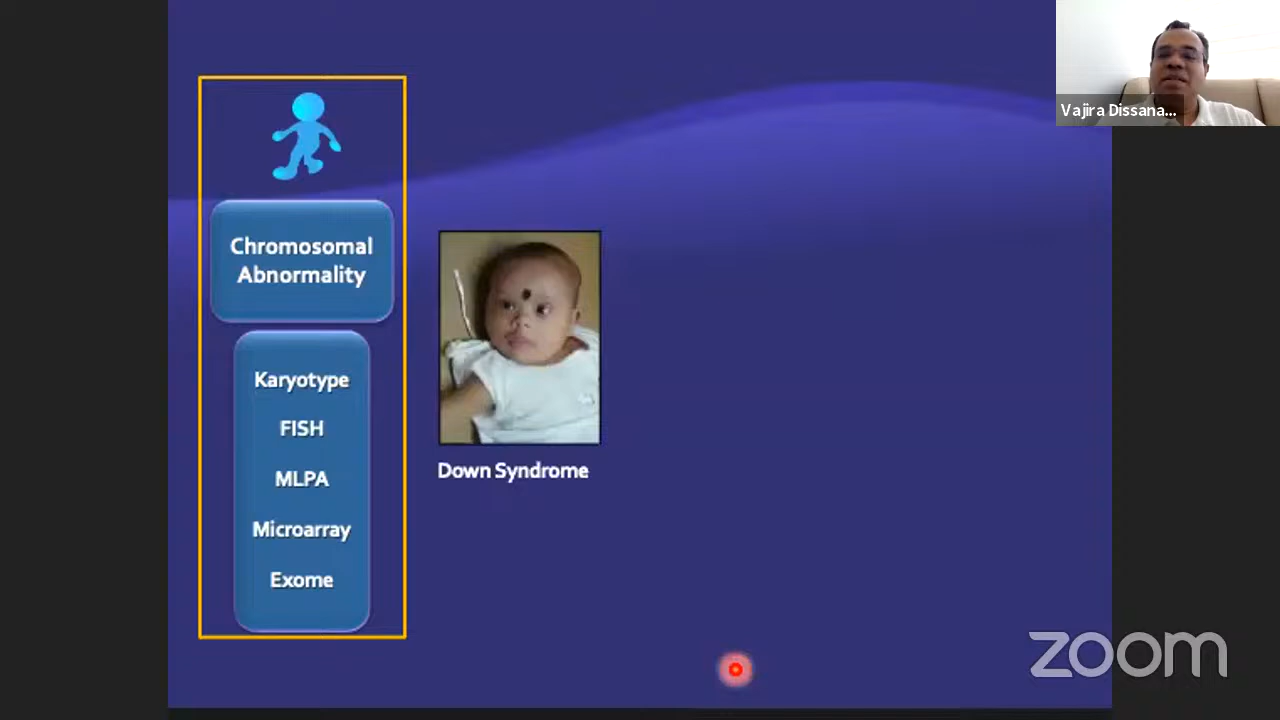 Vajira Dissana...
Chromosomal
Abnormality
Karyotype
FISH
MLPA
Microarray
Exome
Down Syndrome
zoom